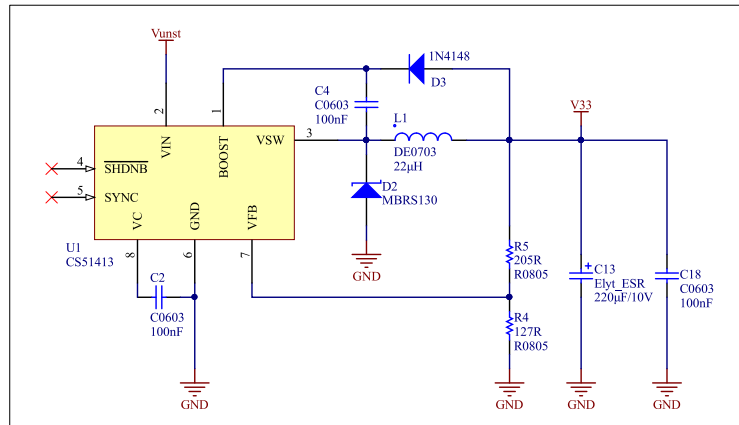 Vunst
1N4148
D3
C4
C0603
100nF
L1
DE0703
22µH
V33
2
1
VIN
BOOST
VSW
3
4
SHDNB
5
SYNC
VC
GND
VFB
D2
MBRS130
U1
CS51413
8
6
7
GND
C2
C0603
100nF
R5
205R
R0805
R4
127R
R0805
C13
Elyt_ESR
220µF/10V
C18
C0603
100nF
GND
GND
GND
GND